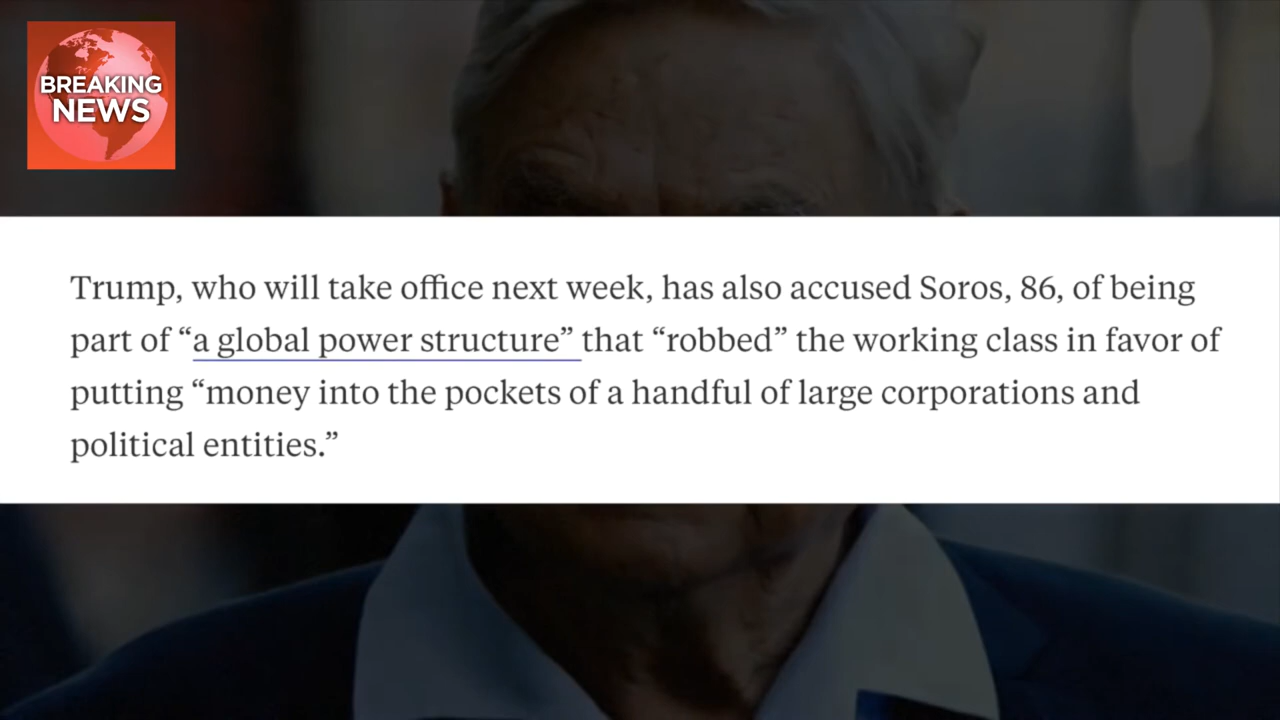 BREAKING
NEWS
Trump, who will take office next week, has also accused Soros, 86, of being
part of “a global power structure” that “robbed” the working class in favor of
putting “money into the pockets of a handful of large corporations and
political entities.”